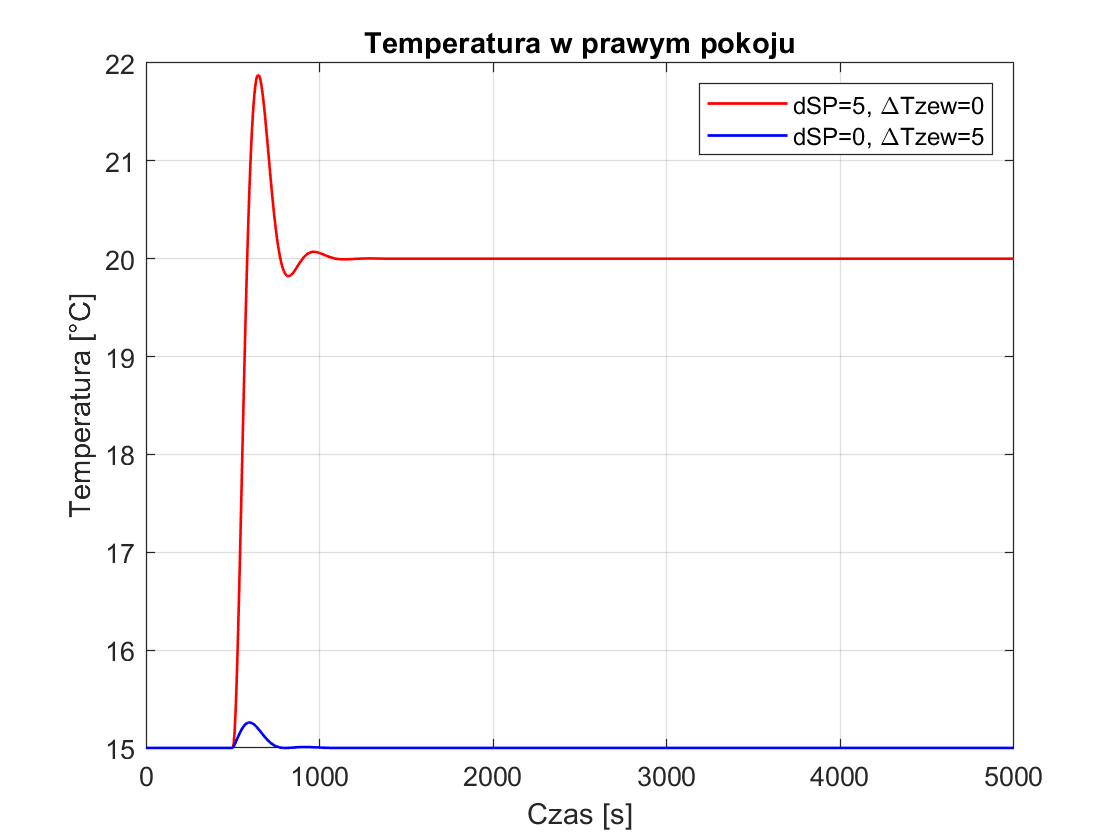 Temperatura w prawym pokoju
dSP=5, ΔTzew=0
dSP=0, ΔTzew=5
Temperatura [°C]
22
21
20
19
18
17
16
15
0 1000 2000 3000 4000 5000
Czas [s]